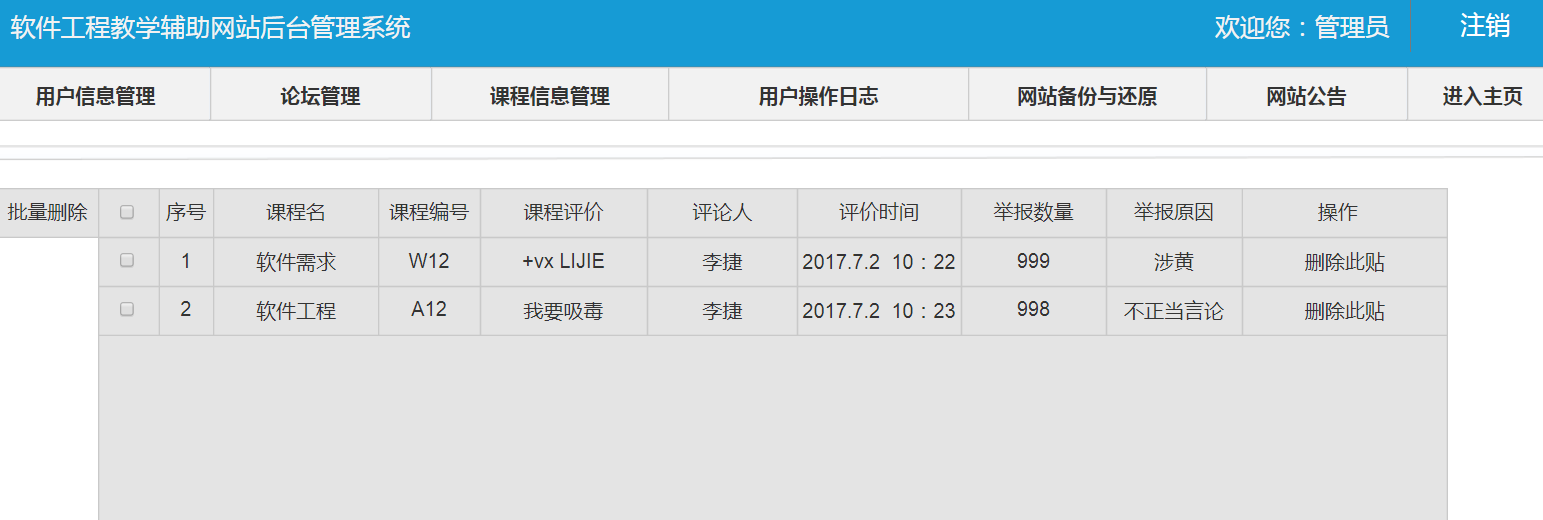 软件工程教学辅助网站后台管理系统 欢迎您：管理员 注销
用户信息管理 论坛管理 课程信息管理 用户操作日志 网站备份与还原 网站公告 进入主页
批量删除 序号 课程名 课程编号 课程评价 评论人 评价时间 举报数量 举报原因 操作
1 软件需求 W12 +vx LIJIE 李捷 2017.7.2 10：22 999 涉黄 删除此贴
2 软件工程 A12 我要吸毒 李捷 2017.7.2 10：23 998 不正当言论 删除此贴